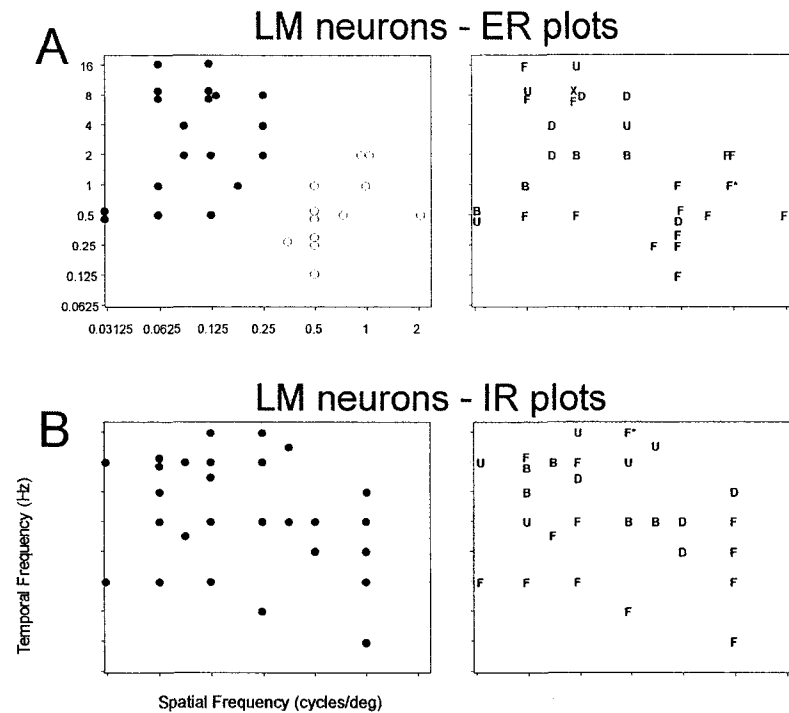 A
LM neurons - ER plots
16
8
4
2
1
0.5
0.25
0.125
0.0625
0.03125 0.0625 0.125 0.25 0.5 1 2
F U
U X
F F D D
D U
D B B FF
B F F*
B F F F F F
U D
F
F F
F
LM neurons - IR plots
B
Temporal Frequency (Hz)
Spatial Frequency (cycles/deg)
U F*
U
U F B F U
B
D
B D
U F B B D F
F
D F
F F F F
F
F